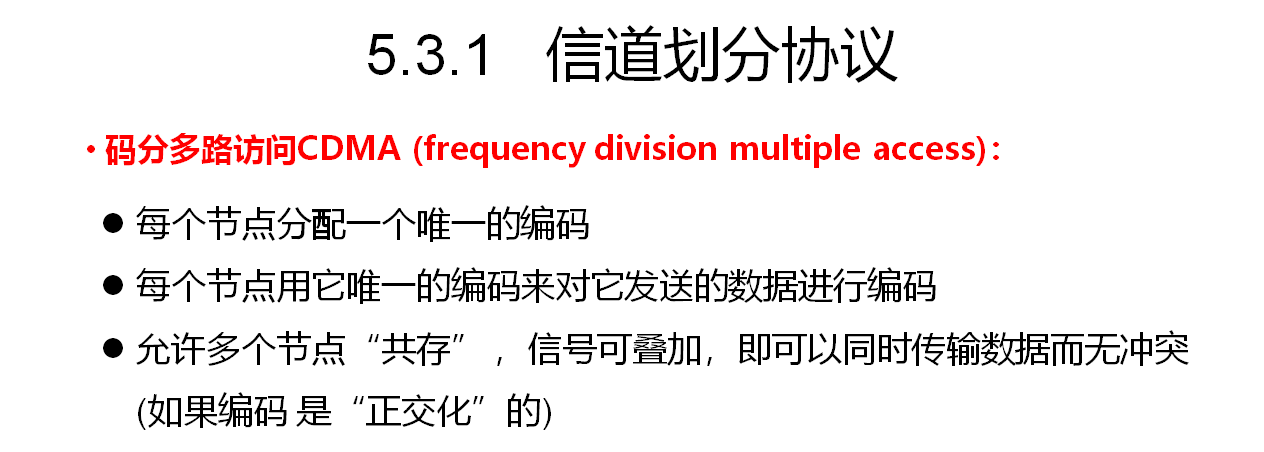 5.3.1 信道划分协议
• 码分多路访问CDMA (frequency division multiple access)：
● 每个节点分配一个唯一的编码
● 每个节点用它唯一的编码来对它发送的数据进行编码
● 允许多个节点“共存”，信号可叠加，即可以同时传输数据而无冲突
(如果编码 是“正交化”的)